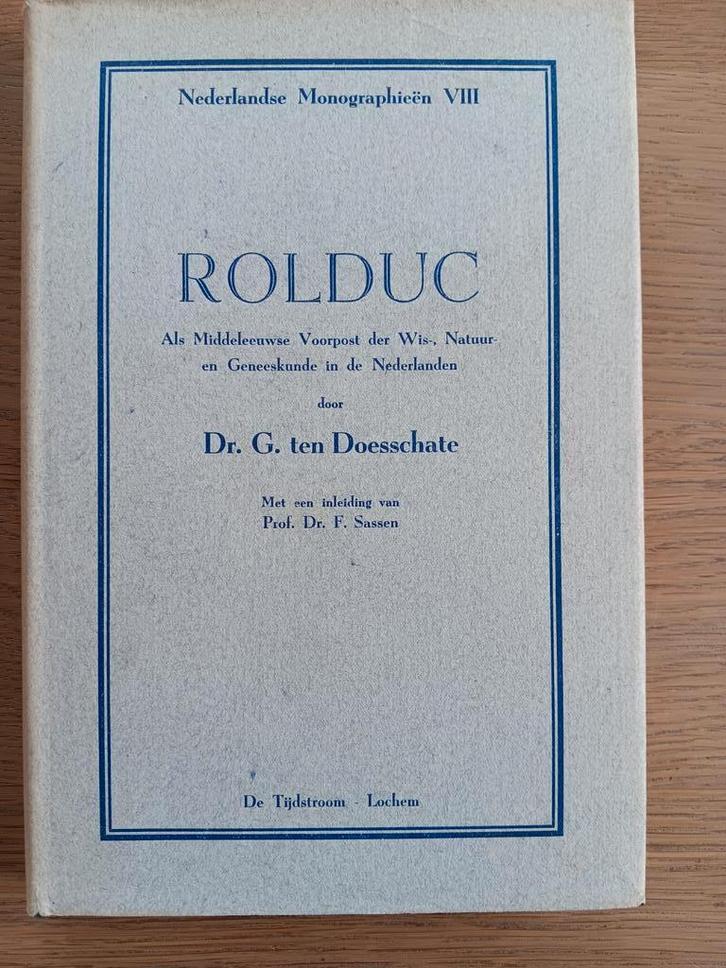 Nederlandse Monographieën VIII
ROLDUC
Als Middeleeuwse Voorpost der Wis-, Natuur-
en Geneeskunde in de Nederlanden
door
Dr. G. ten Doesschate
Met een inleiding van
Prof. Dr. F. Sassen
De Tijdstroom - Lochem